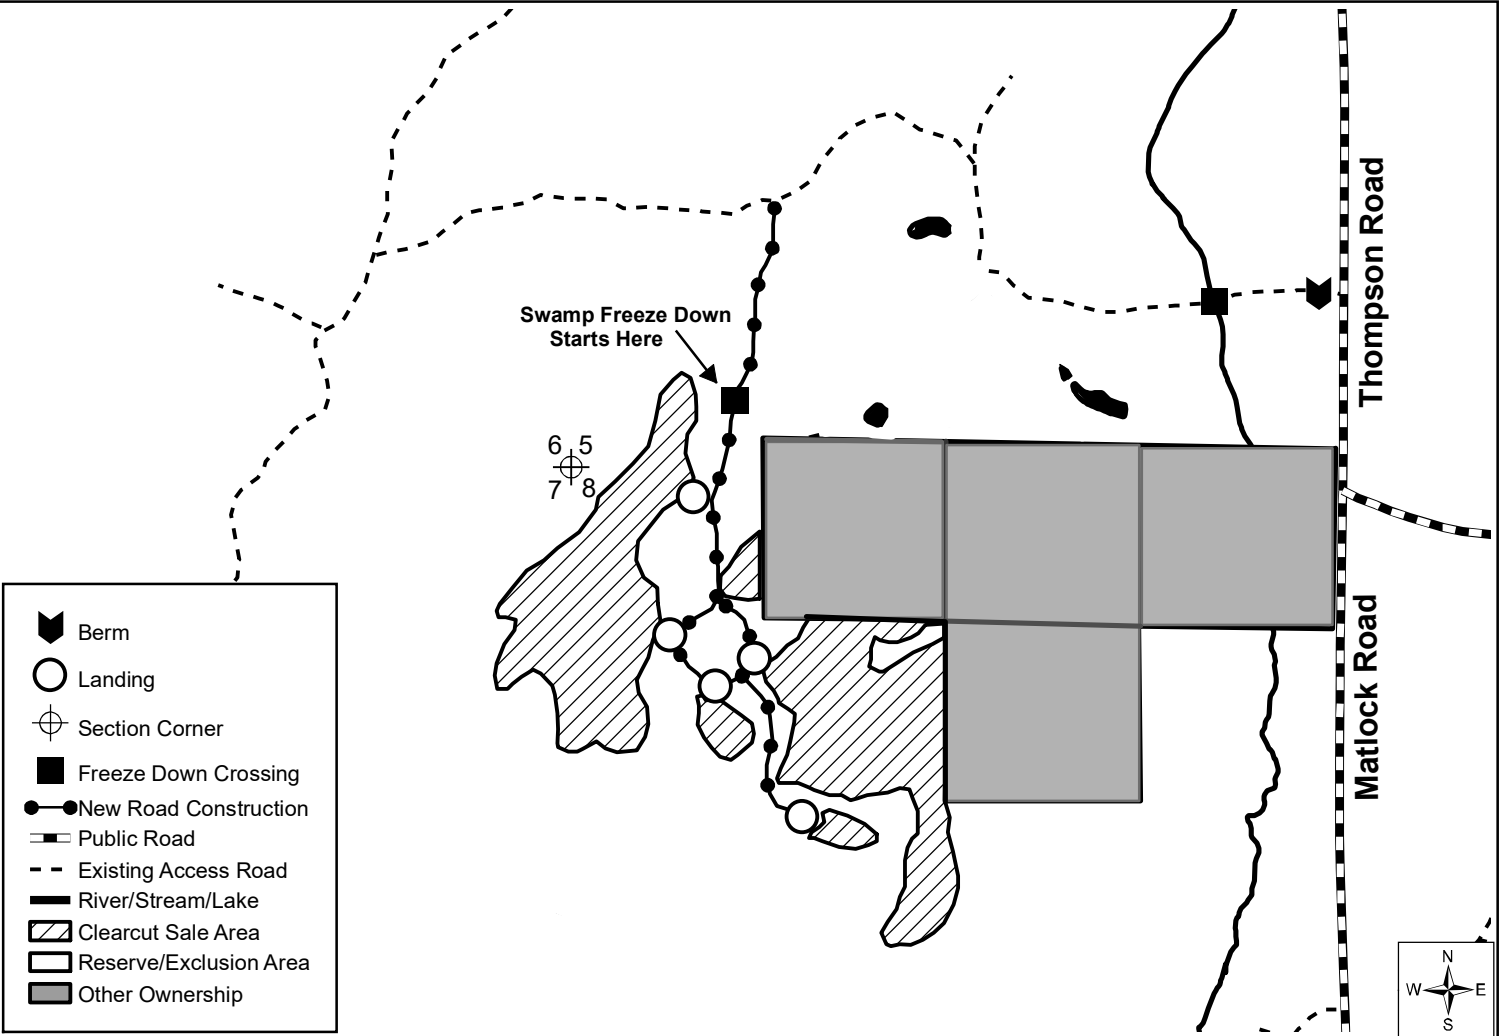 Thompson Road
Swamp Freeze Down
Starts Here
6 5
7 8
Matlock Road
Berm
Landing
Section Corner
Freeze Down Crossing
New Road Construction
Public Road
Existing Access Road
River/Stream/Lake
Clearcut Sale Area
Reserve/Exclusion Area
Other Ownership
N
W E
S